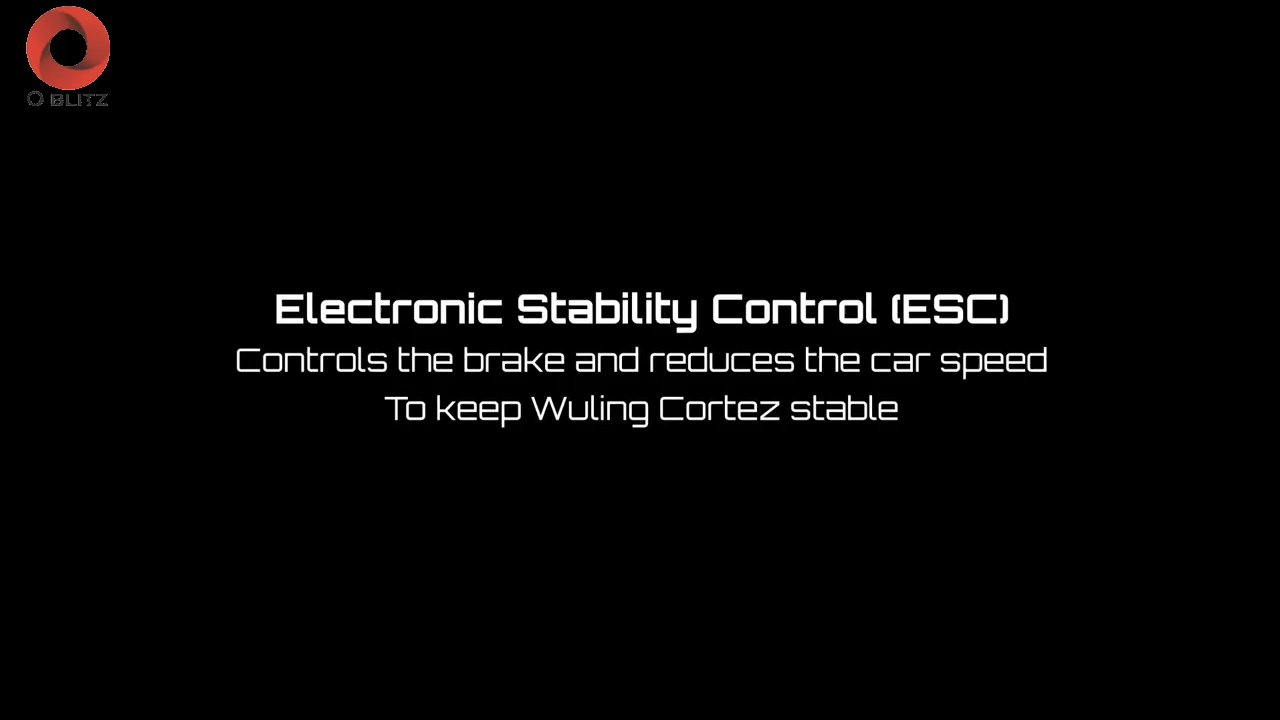 O BLITZ
Electronic Stability Control (ESC)
Controls the brake and reduces the car speed
To keep Wuling Cortez stable